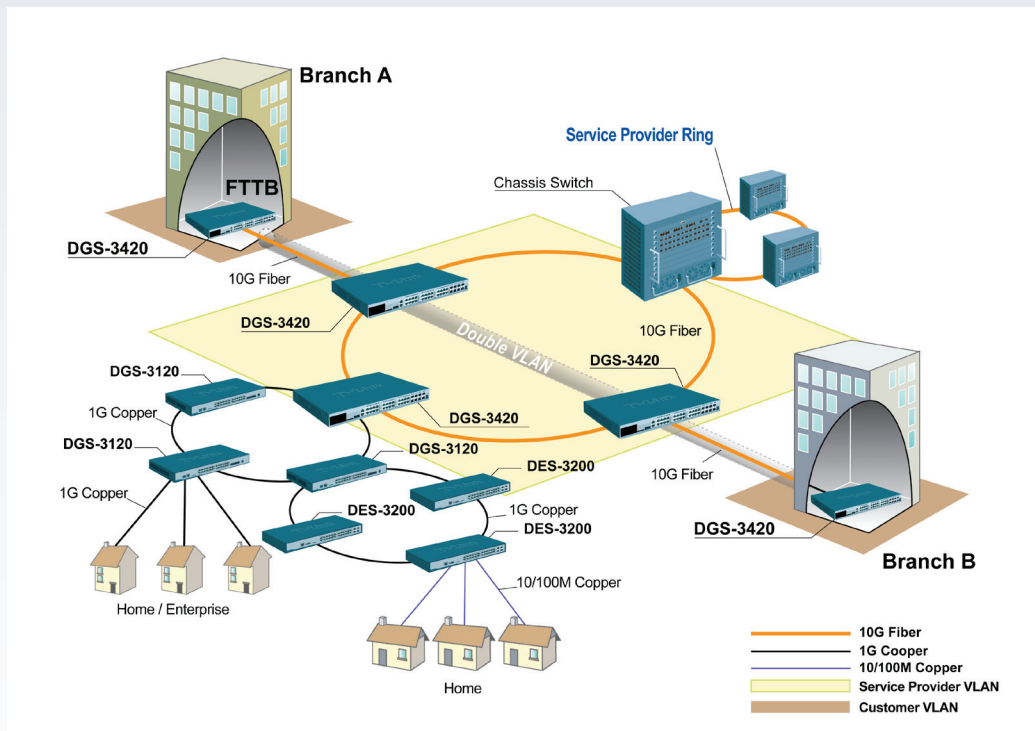 Branch A
Service Provider Ring
Chassis Switch
FTTB
DGS-3420
10G Fiber
DGS-3420
Double VLAN
10G Fiber
DGS-3420
DGS-3120
1G Copper
DGS-3420
DGS-3120
DGS-3120
DES-3200
10G Fiber
1G Copper
DES-3200
1G Copper
DES-3200
DGS-3420
Branch B
10/100M Copper
Home / Enterprise
Home
10G Fiber
1G Cooper
10/100M Copper
Service Provider VLAN
Customer VLAN